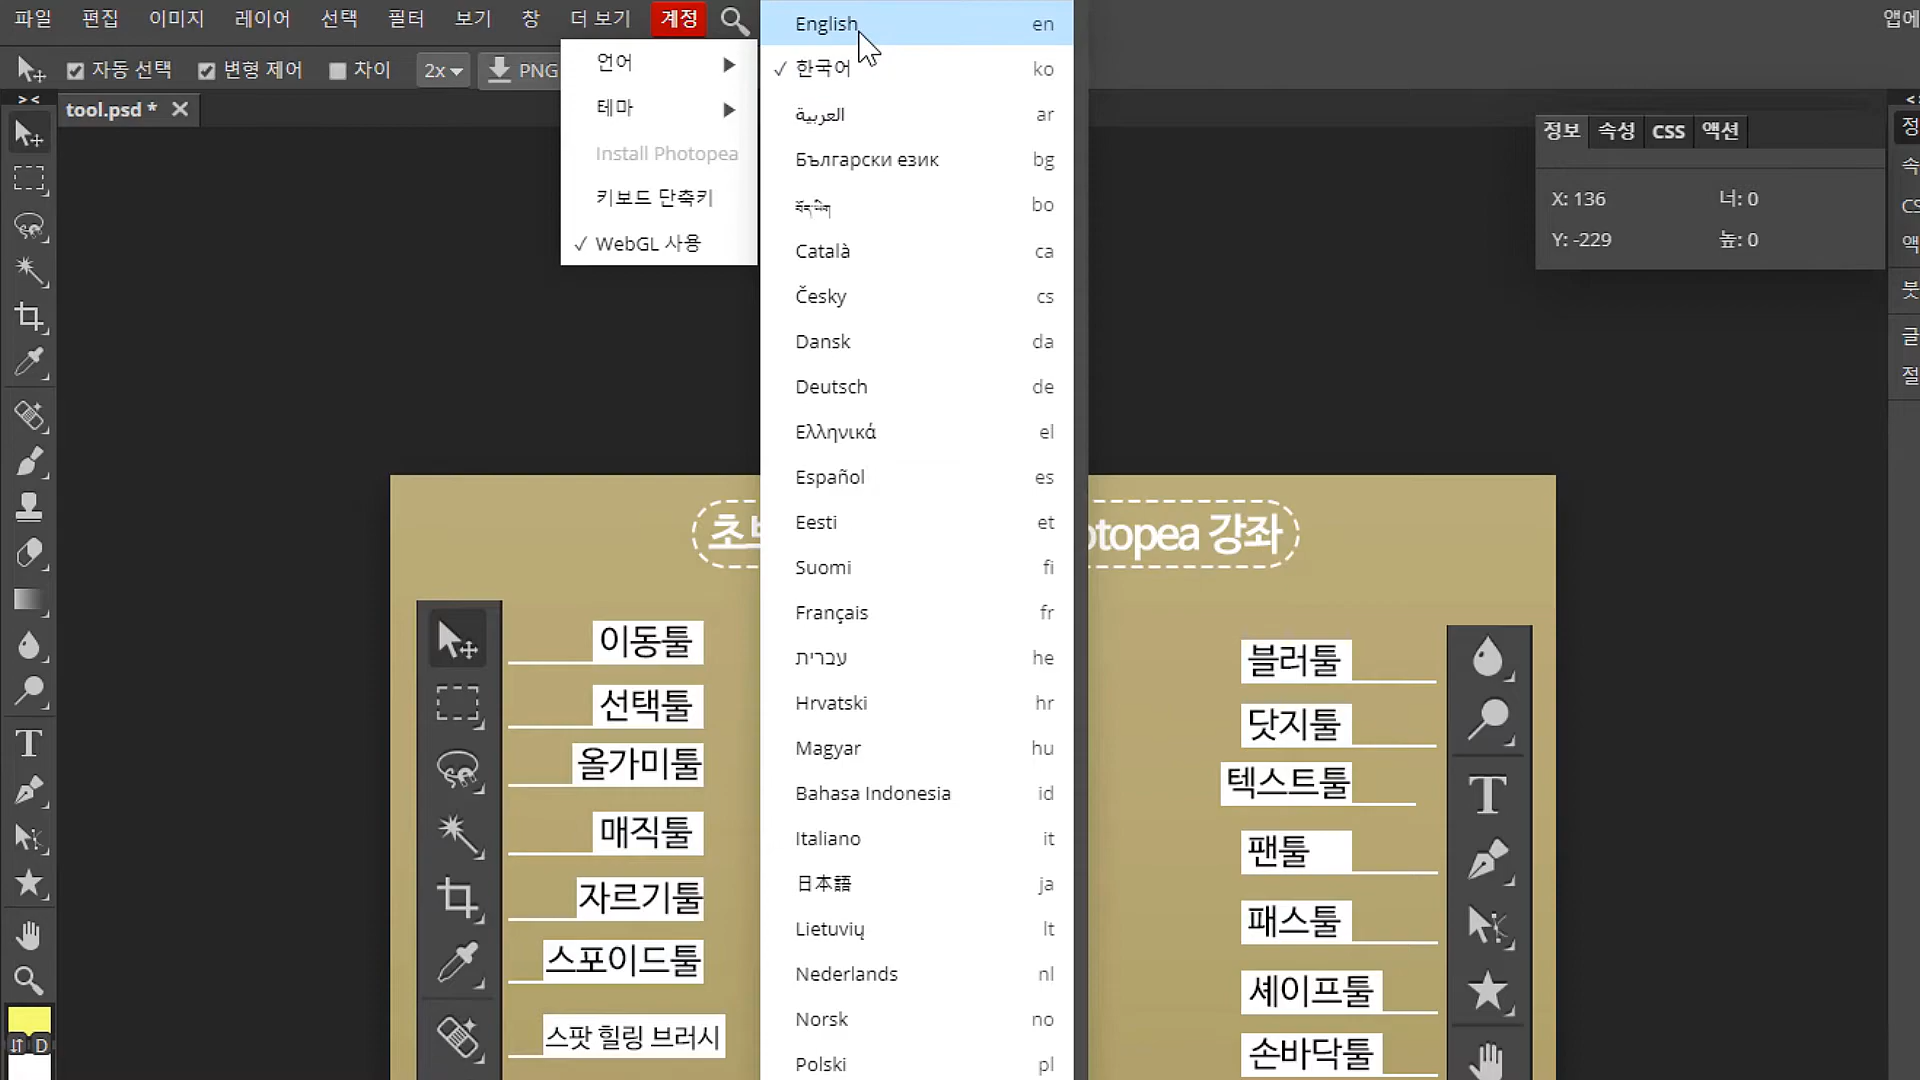 파일 편집 이미지 레이어 선택 필터 보기 창 더 보기 계정
자동 선택 변형 제어 차이 2x PNG
tool.psd *
언어
테마
Install Photopea
키보드 단축키
✓ WebGL 사용
English en
✓ 한국어 ko
العربية ar
Български език bg
བོད་ཡིག bo
Català ca
Česky cs
Dansk da
Deutsch de
Ελληνικά el
Español es
Eesti et
Suomi fi
Français fr
עברית he
Hrvatski hr
Magyar hu
Bahasa Indonesia id
Italiano it
日本語 ja
Lietuvių lt
Nederlands nl
Norsk no
Polski pl
앱에
정보 속성 CSS 액션
X: 136 너: 0
Y: -229 높: 0
정
속
CS
액
붓
글
절
otopea 강좌
이동툴
선택툴
올가미툴
매직툴
자르기툴
스포이드툴
스팟 힐링 브러시
블러툴
닷지툴
텍스트툴
팬툴
패스툴
셰이프툴
손바닥툴
D